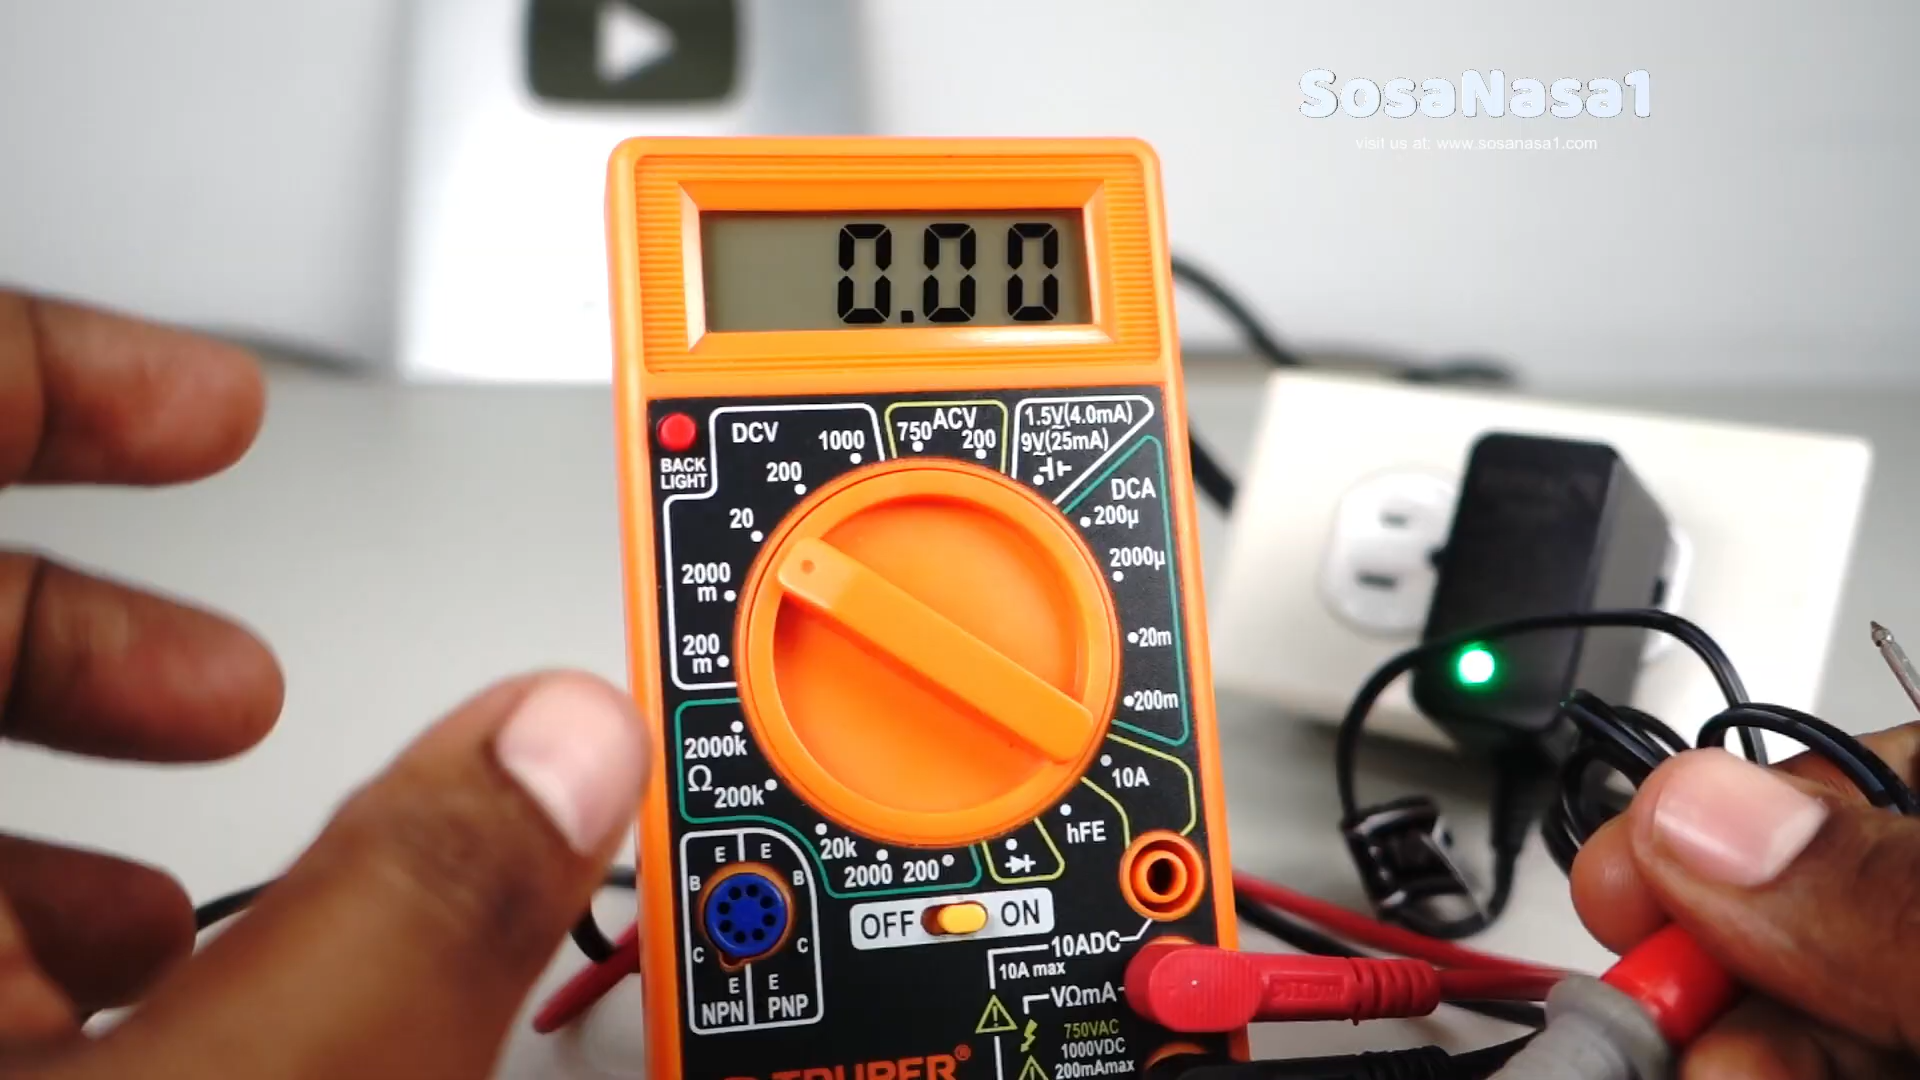 SosaNasa1
visit us at: www.sosanasa1.com
0.00
BACK
LIGHT
DCV
1000
200
20
2000
m
200
m
ACV
750
200
1.5V(4.0mA)
9V(25mA)
DCA
200µ
2000µ
20m
200m
10A
hFE
2000k
Ω
200k
20k
2000
200
OFF
ON
E
E
B
B
C
C
E
E
NPN
PNP
10ADC
10A max
VΩmA
750VAC
1000VDC
200mAmax
TRUPER®